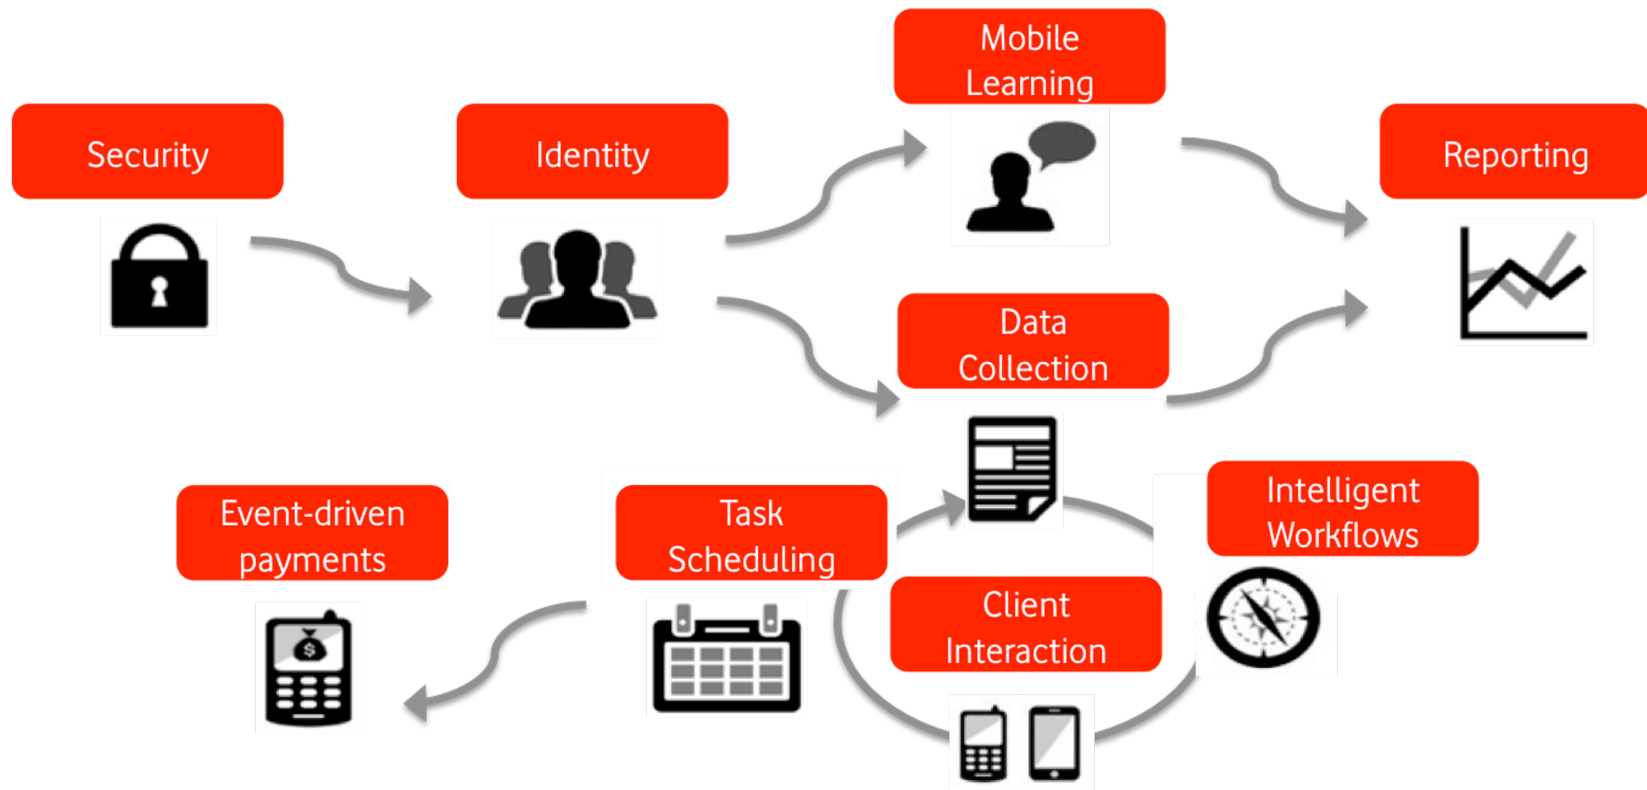 Mobile
Learning
Security
Identity
Reporting
Data
Collection
Intelligent
Workflows
Event-driven
payments
Task
Scheduling
Client
Interaction
$